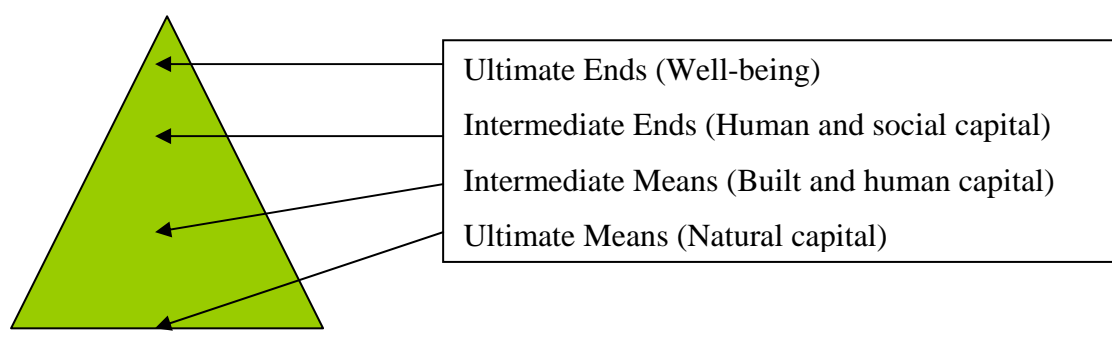 Ultimate Ends (Well-being)
Intermediate Ends (Human and social capital)
Intermediate Means (Built and human capital)
Ultimate Means (Natural capital)